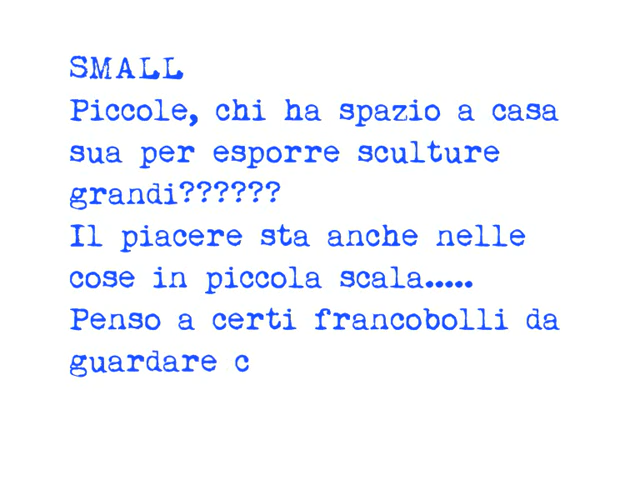 SMALL
Piccole, chi ha spazio a casa
sua per esporre sculture
grandi??????
Il piacere sta anche nelle
cose in piccola scala.....
Penso a certi francobolli da
guardare c